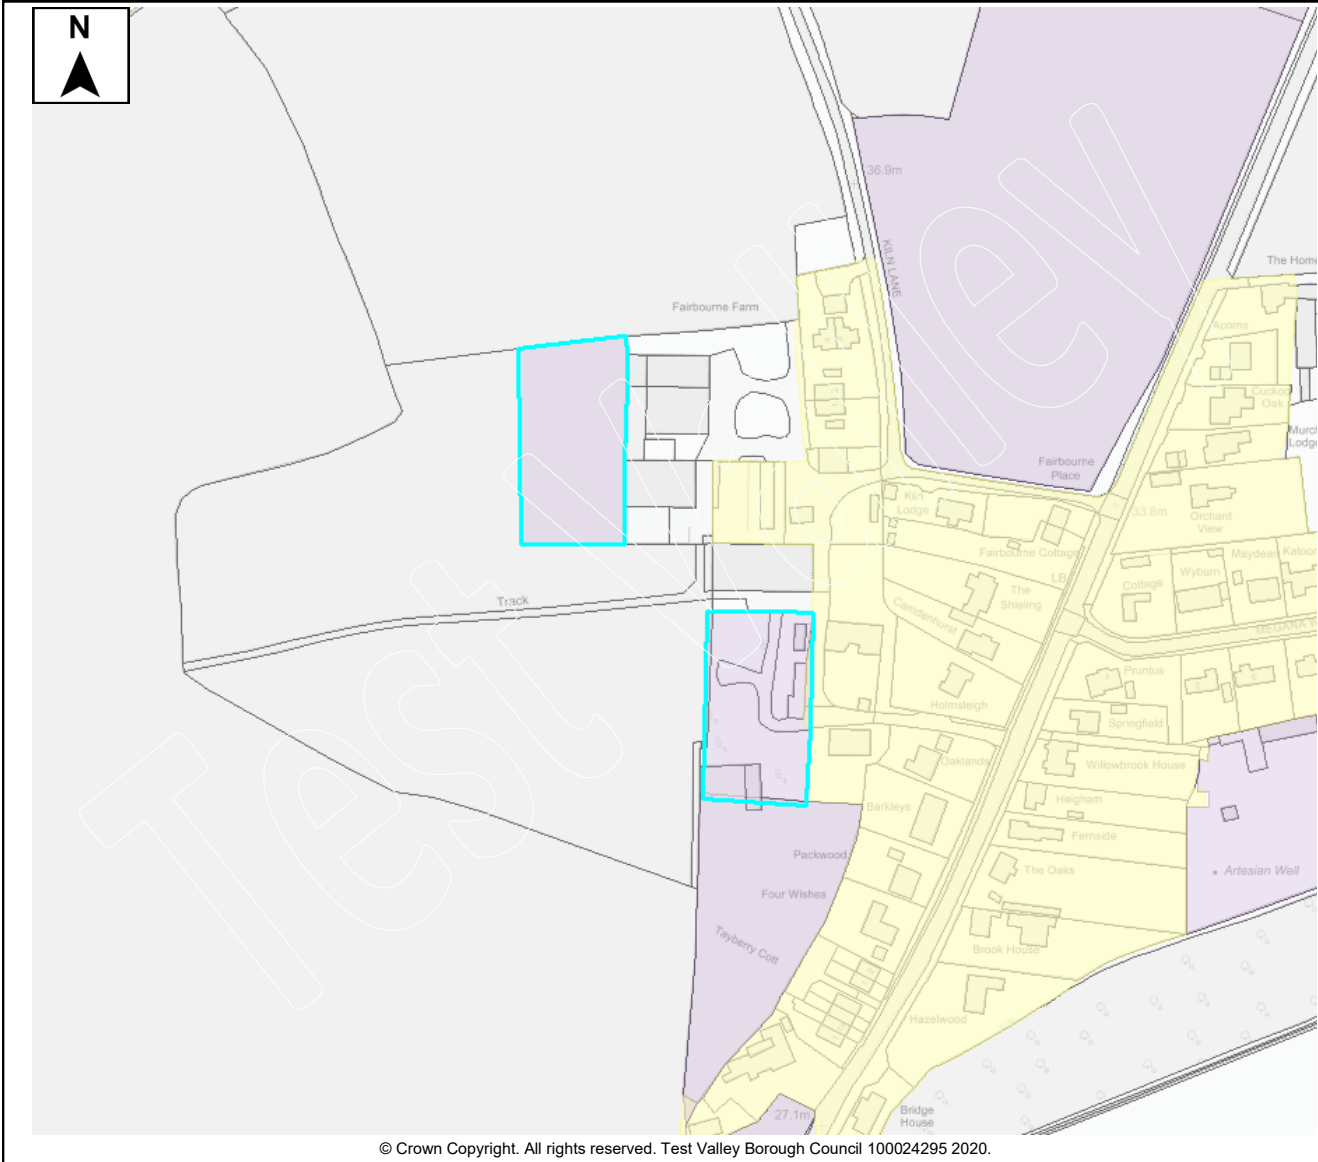 N
36.9m
KILN LANE
The Home
Fairbourne Farm
Acorns
Cuckoo
Oak
Murch
Lodge
Fairbourne
Place
Kiln
Lodge
33.8m
Orchard
View
Fairbourne Cottage
Maydean
Katoor
LB
Wyburn
Cottage
The
Shieling
Track
Camdenhurst
MEGANA W
Pruntus
Holmsleigh
Springfield
Oaklands
Willowbrook House
Barkleys
Heigham
Fernside
Packwood
The Oaks
Artesian Well
Four Wishes
Tayberry Cott
Brook House
Hazelwood
27.1m
Bridge
House
Test Valley
© Crown Copyright. All rights reserved. Test Valley Borough Council 100024295 2020.